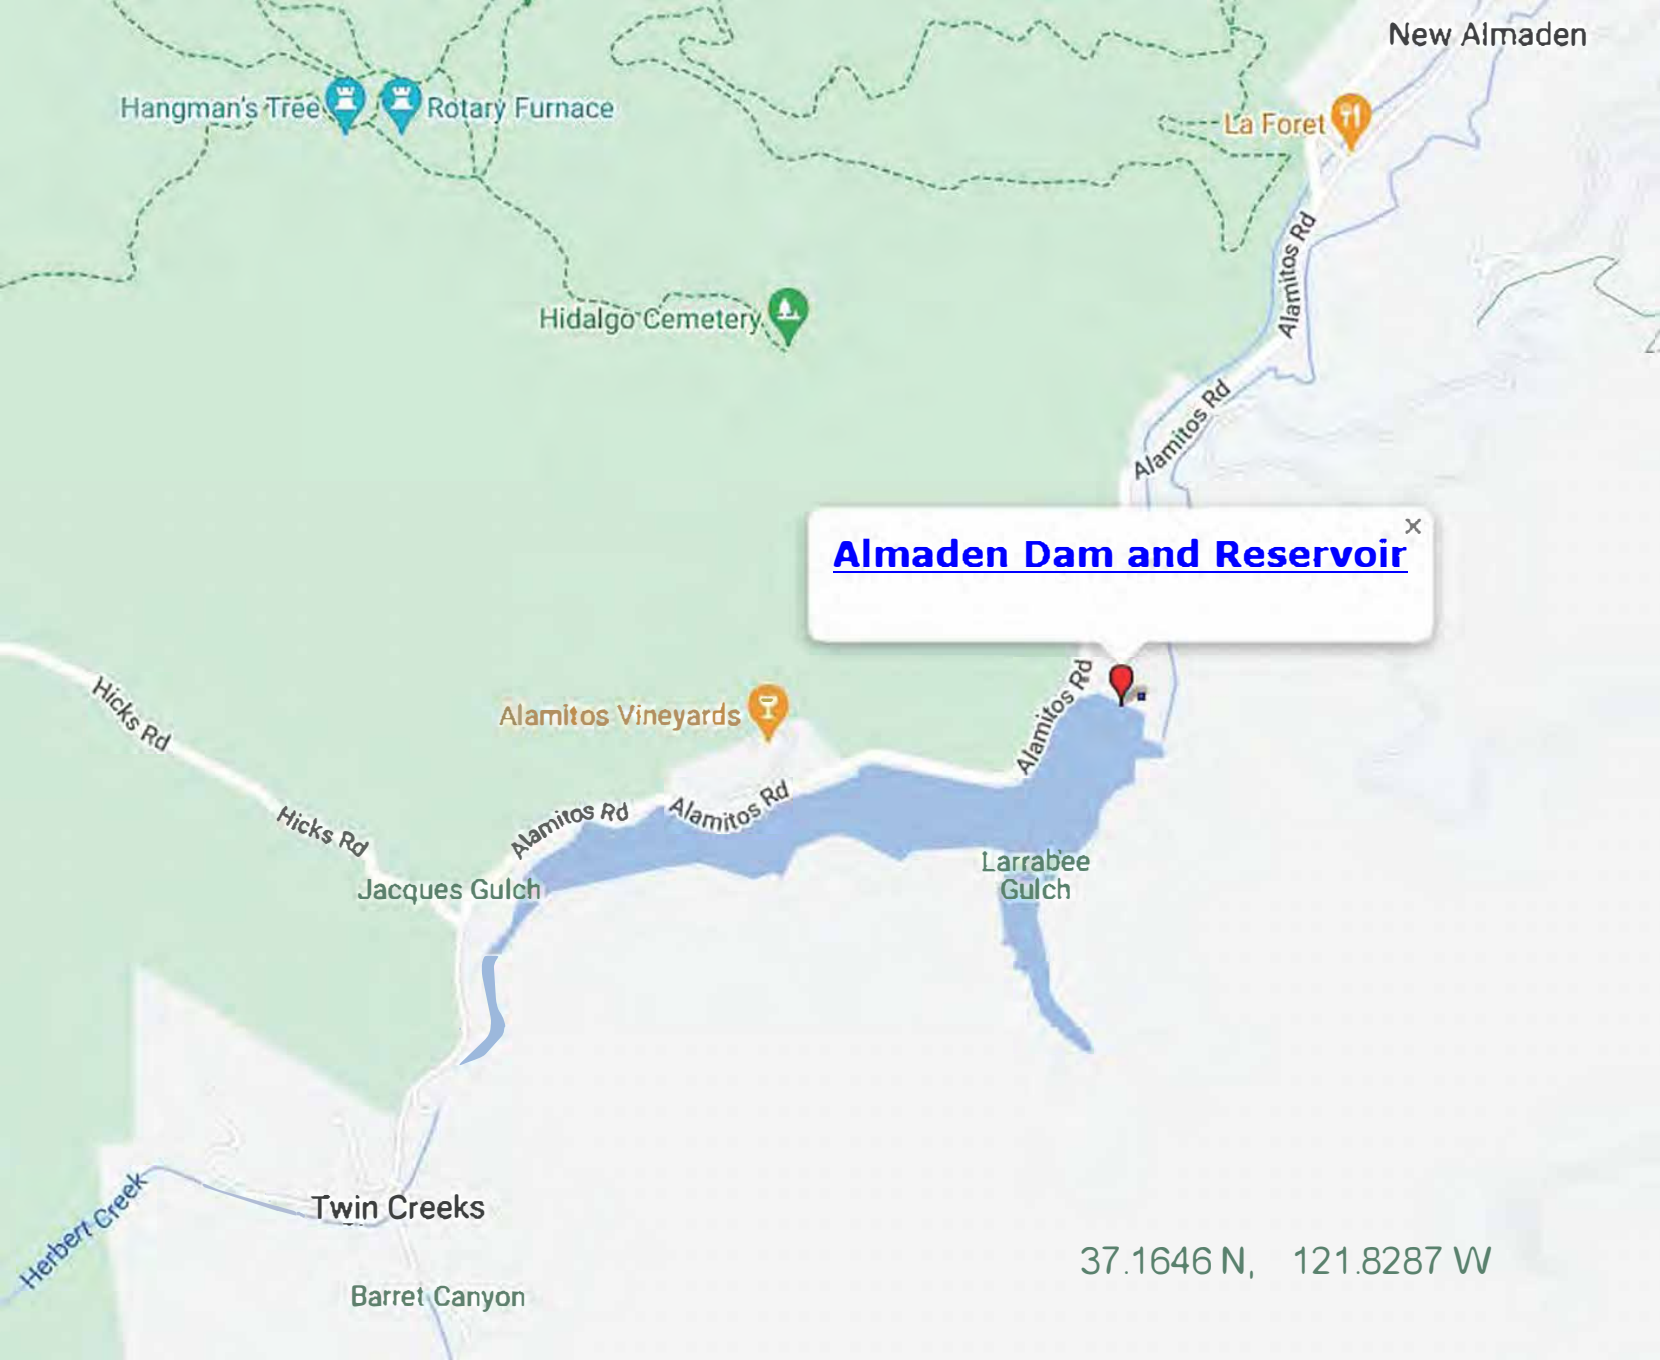 New Almaden
Hangman's Tree
Rotary Furnace
La Foret
Alamitos Rd
Hidalgo Cemetery
Alamitos Rd
×
Almaden Dam and Reservoir
Alamitos Rd
Hicks Rd
Alamitos Vineyards
Alamitos Rd
Alamitos Rd
Hicks Rd
Larrabee
Gulch
Jacques Gulch
Herbert Creek
Twin Creeks
37.1646 N, 121.8287 W
Barret Canyon